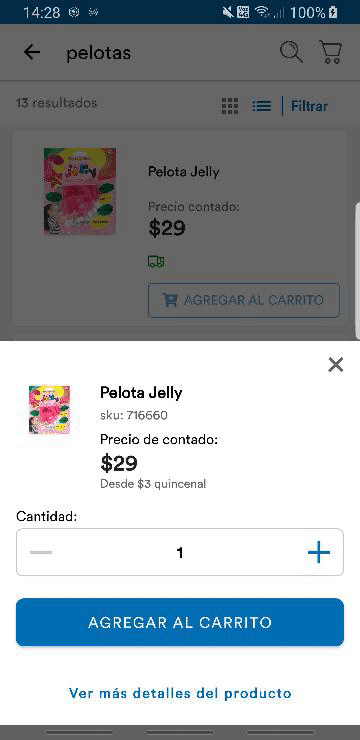 14:28
100%
pelotas
13 resultados
Filtrar
Jelly
Pelota Jelly
Precio contado:
$29
AGREGAR AL CARRITO
Pelota Jelly
sku: 716660
Precio de contado:
$29
Desde $3 quincenal
Cantidad:
1
AGREGAR AL CARRITO
Ver más detalles del producto